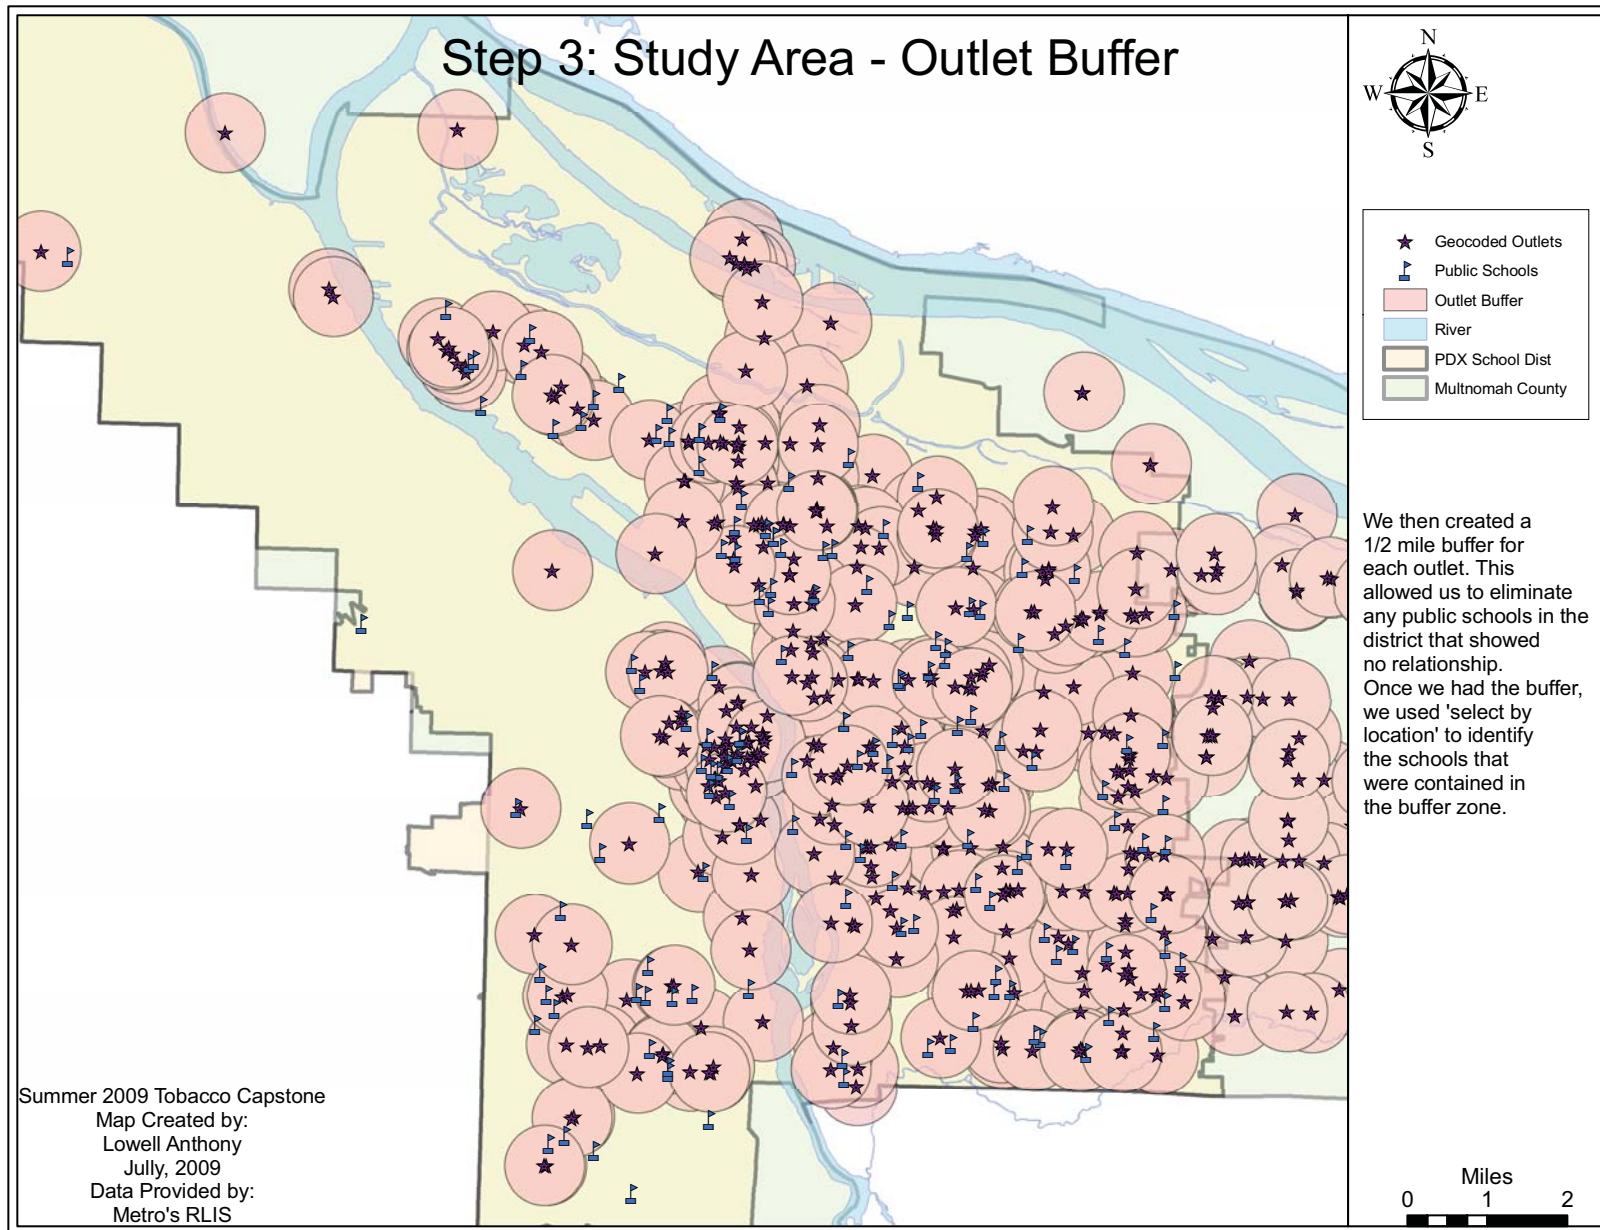 Step 3: Study Area - Outlet Buffer
N
W
E
S
Geocoded Outlets
Public Schools
Outlet Buffer
River
PDX School Dist
Multnomah County
We then created a
1/2 mile buffer for
each outlet. This
allowed us to eliminate
any public schools in the
district that showed
no relationship.
Once we had the buffer,
we used 'select by
location' to identify
the schools that
were contained in
the buffer zone.
Summer 2009 Tobacco Capstone
Map Created by:
Lowell Anthony
Jully, 2009
Data Provided by:
Metro's RLIS
Miles
0 1 2